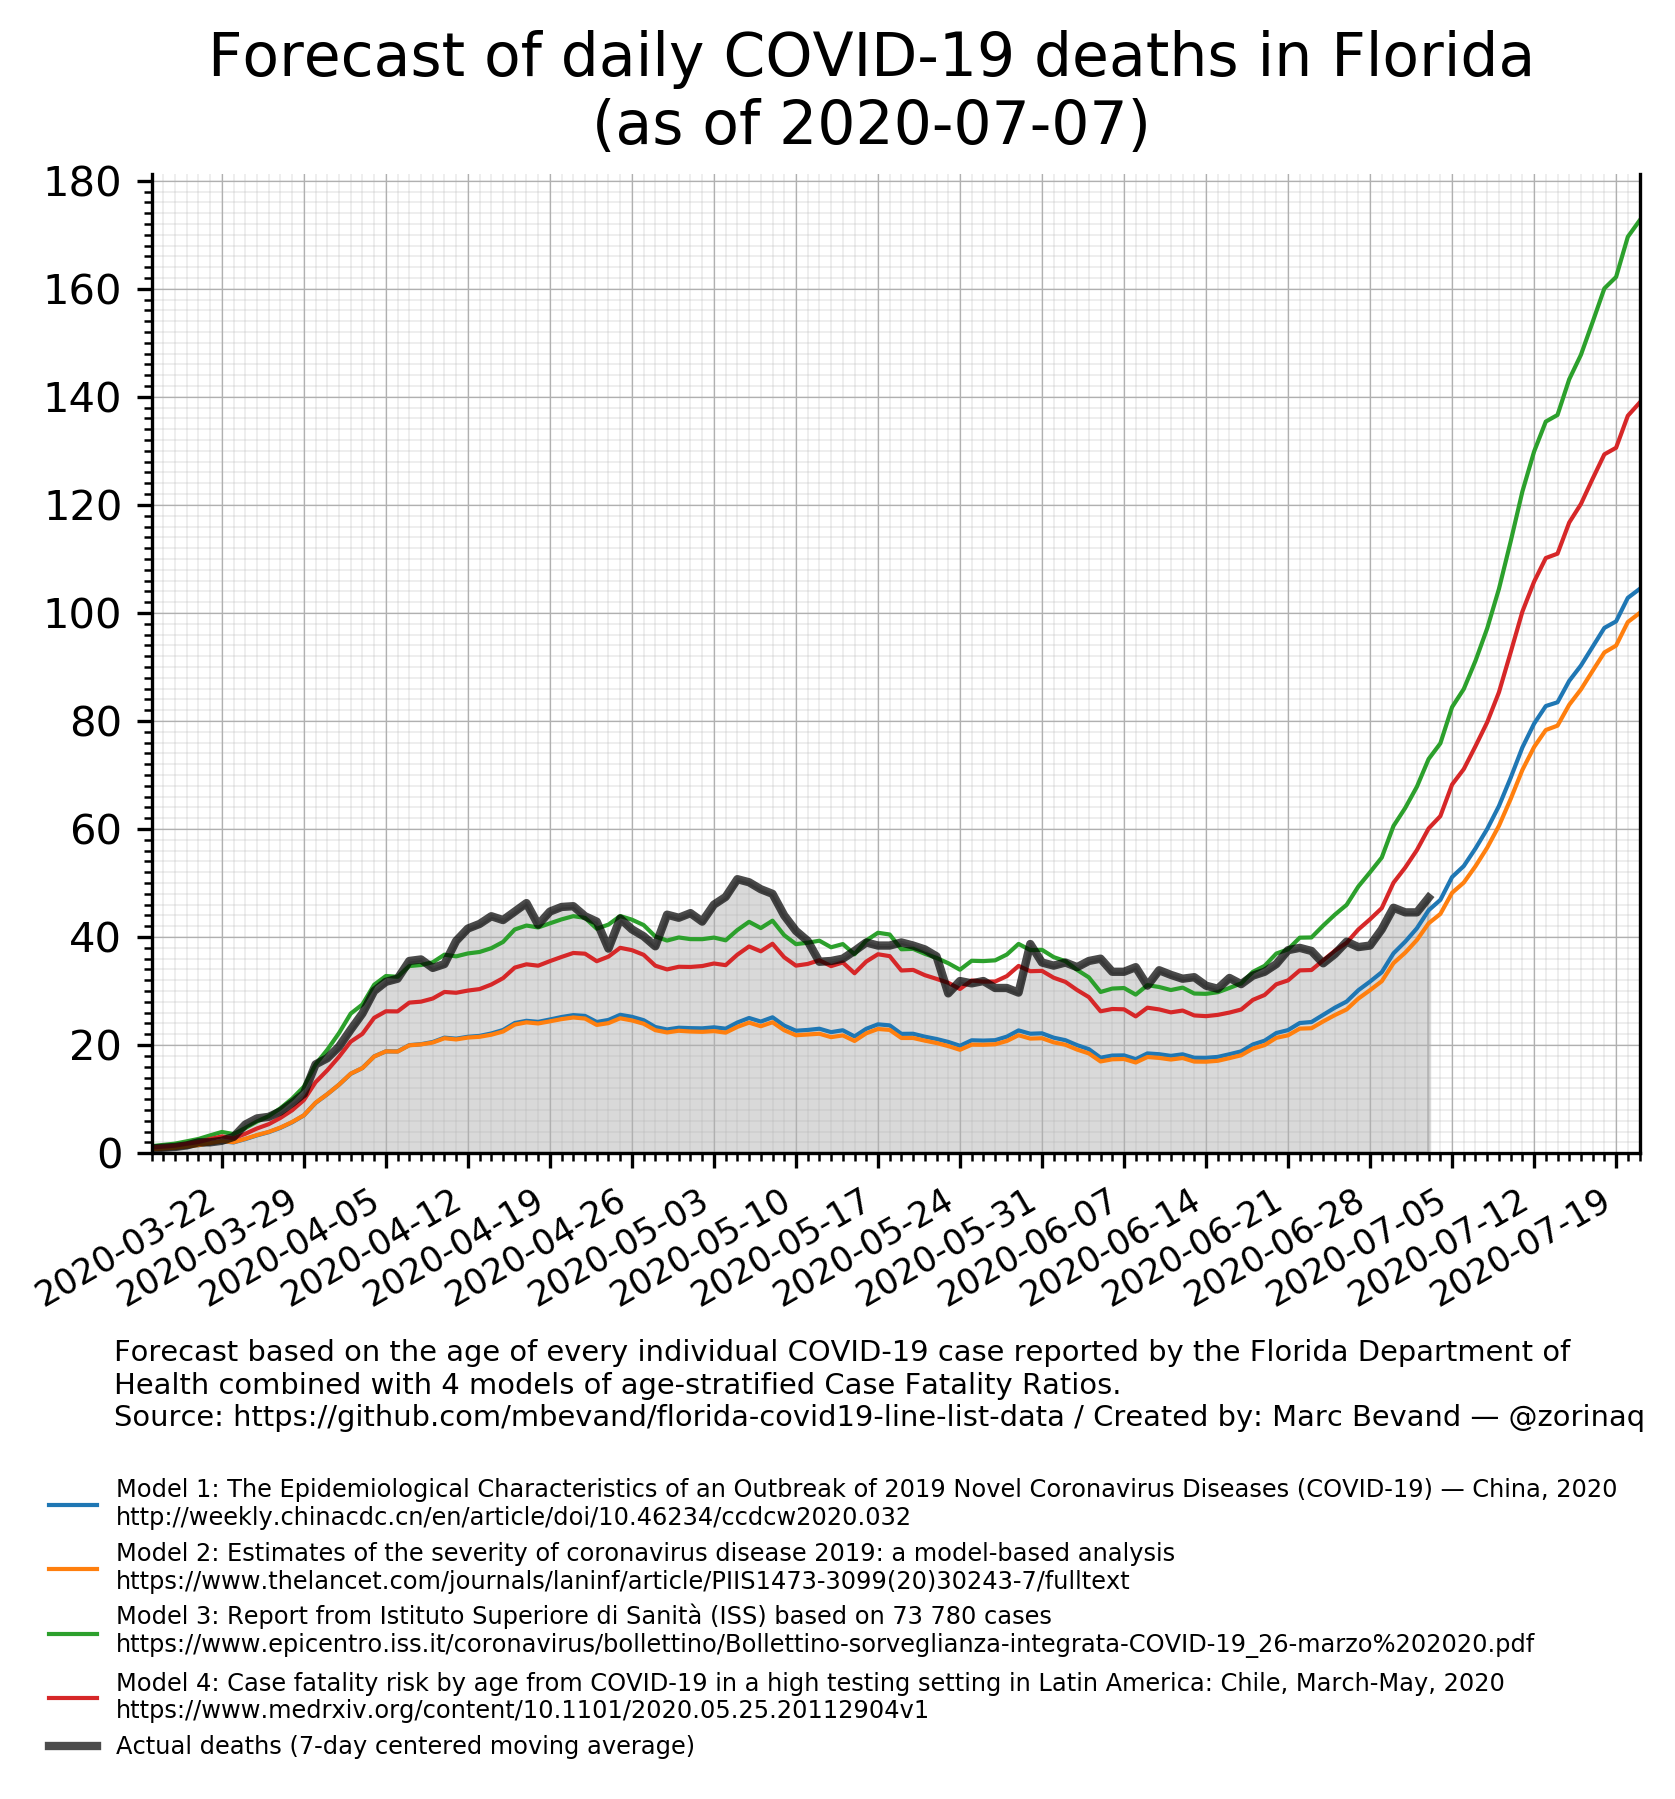 Forecast of daily COVID-19 deaths in Florida
(as of 2020-07-07)
180
160
140
120
100
80
60
40
20
0
2020-03-22
2020-03-29
2020-04-05
2020-04-12
2020-04-19
2020-04-26
2020-05-03
2020-05-10
2020-05-17
2020-05-24
2020-05-31
2020-06-07
2020-06-14
2020-06-21
2020-06-28
2020-07-05
2020-07-12
2020-07-19
Forecast based on the age of every individual COVID-19 case reported by the Florida Department of
Health combined with 4 models of age-stratified Case Fatality Ratios.
Source: https://github.com/mbevand/florida-covid19-line-list-data / Created by: Marc Bevand — @zorinaq
Model 1: The Epidemiological Characteristics of an Outbreak of 2019 Novel Coronavirus Diseases (COVID-19) — China, 2020
http://weekly.chinacdc.cn/en/article/doi/10.46234/ccdcw2020.032
Model 2: Estimates of the severity of coronavirus disease 2019: a model-based analysis
https://www.thelancet.com/journals/laninf/article/PIIS1473-3099(20)30243-7/fulltext
Model 3: Report from Istituto Superiore di Sanità (ISS) based on 73 780 cases
https://www.epicentro.iss.it/coronavirus/bollettino/Bollettino-sorveglianza-integrata-COVID-19_26-marzo%202020.pdf
Model 4: Case fatality risk by age from COVID-19 in a high testing setting in Latin America: Chile, March-May, 2020
https://www.medrxiv.org/content/10.1101/2020.05.25.20112904v1
Actual deaths (7-day centered moving average)